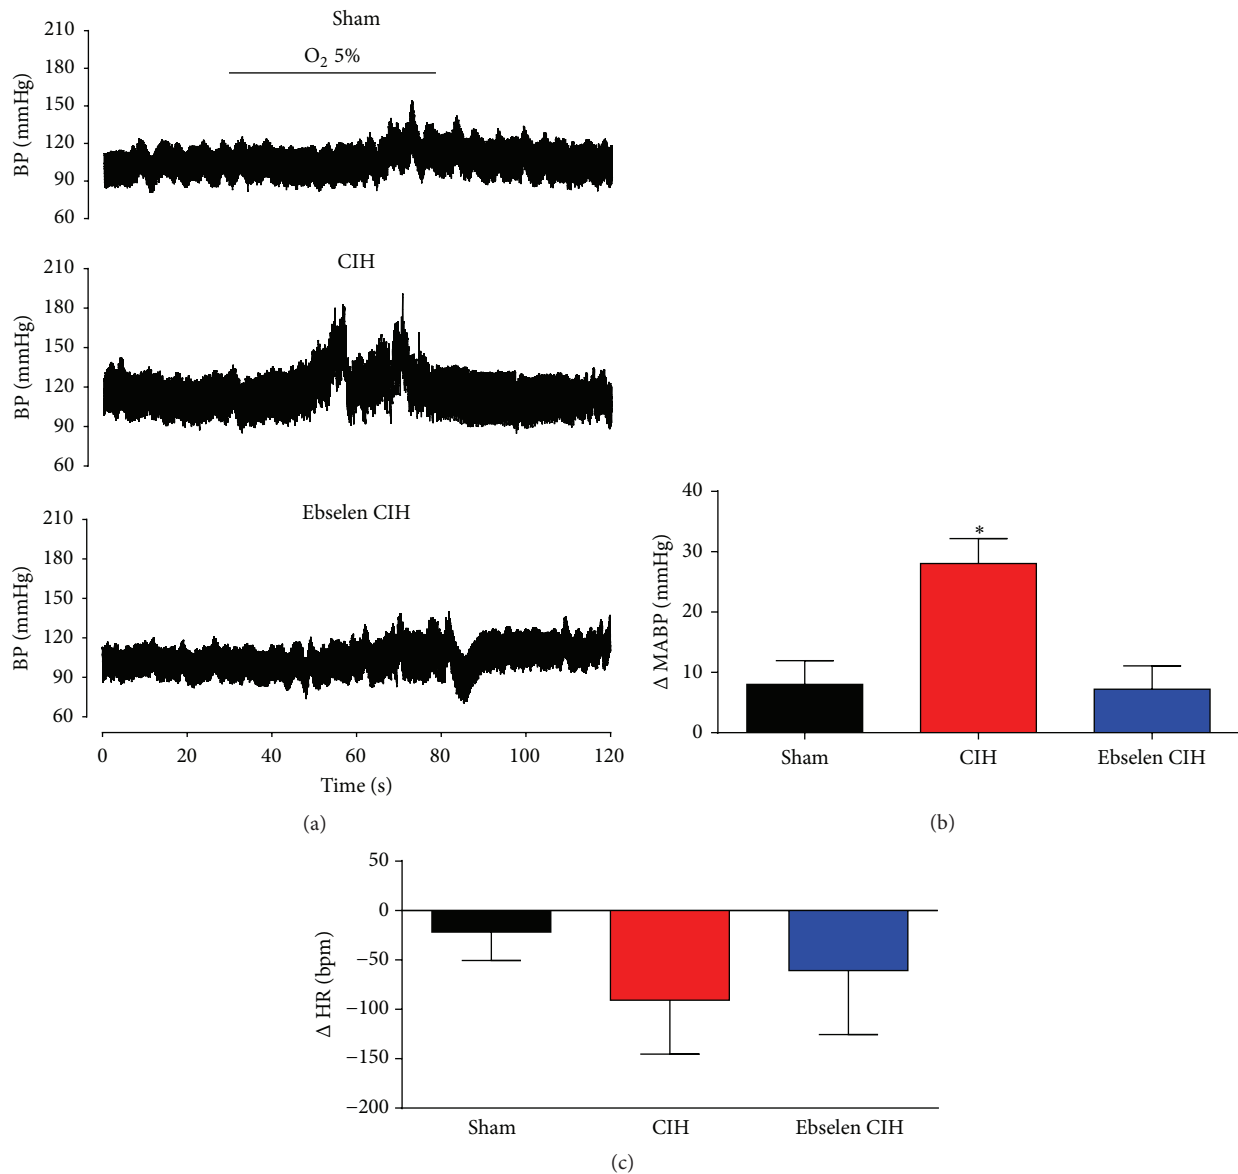 Sham
O₂ 5%
BP (mmHg)
210
180
150
120
90
60
CIH
BP (mmHg)
210
180
150
120
90
60
Ebselen CIH
BP (mmHg)
210
180
150
120
90
60
0 20 40 60 80 100 120
Time (s)
(a)
Δ MABP (mmHg)
40
30
20
10
0
*
Sham CIH Ebselen CIH
(b)
Δ HR (bpm)
50
0
−50
−100
−150
−200
Sham CIH Ebselen CIH
(c)